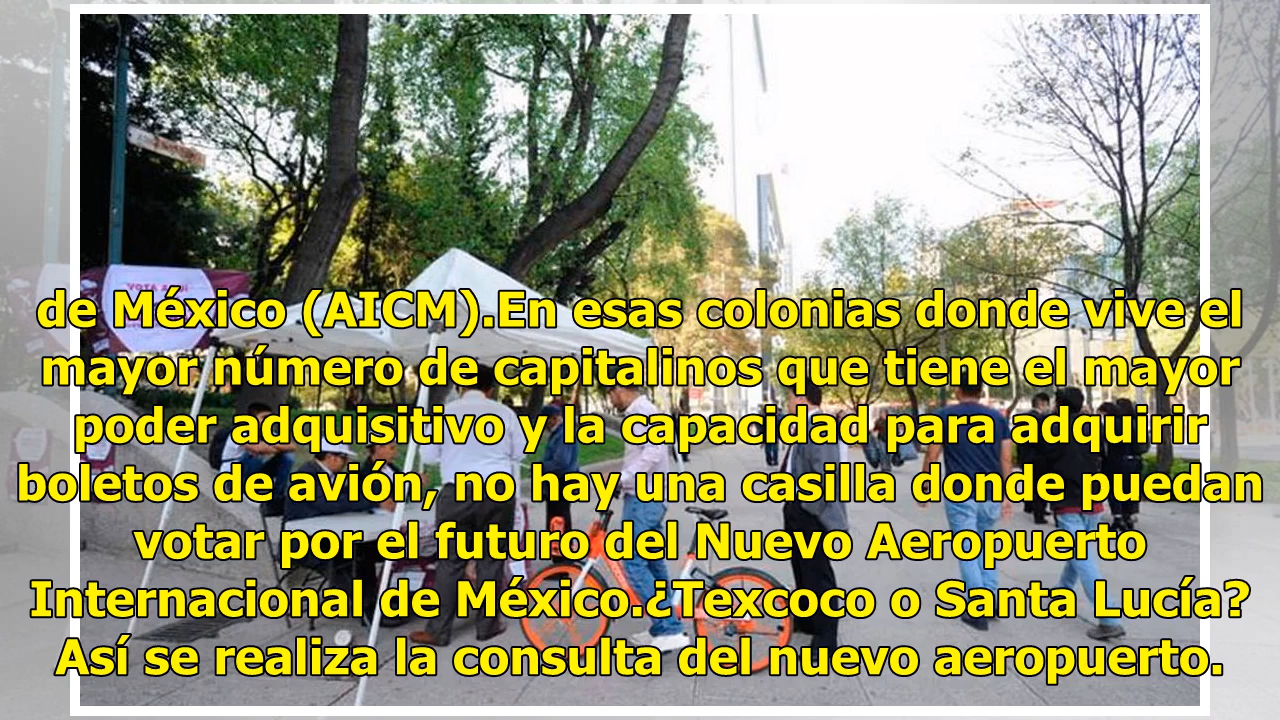 de México (AICM).En esas colonias donde vive el
mayor número de capitalinos que tiene el mayor
poder adquisitivo y la capacidad para adquirir
boletos de avión, no hay una casilla donde puedan
votar por el futuro del Nuevo Aeropuerto
Internacional de México.¿Texcoco o Santa Lucía?
Así se realiza la consulta del nuevo aeropuerto.